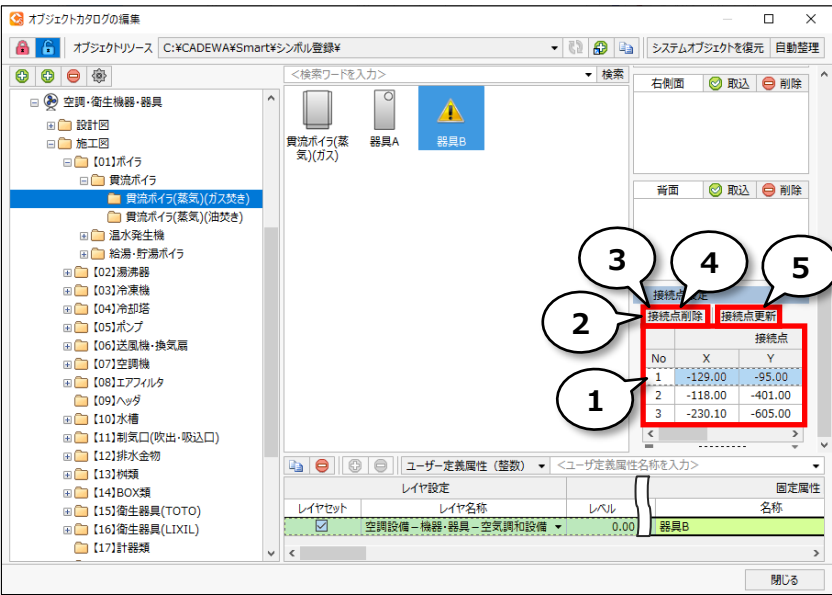 オブジェクトカタログの編集
オブジェクトリソース C:¥CADEWA¥Smart¥シンボル登録¥ システムオブジェクトを復元 自動整理
空調・衛生機器・器具
設計図
施工図
【01】ボイラ
貫流ボイラ
貫流ボイラ(蒸気)(ガス焚き)
貫流ボイラ(蒸気)(油焚き)
温水発生機
給湯・貯湯ボイラ
【02】湯沸器
【03】冷凍機
【04】冷却塔
【05】ポンプ
【06】送風機・換気扇
【07】空調機
【08】エアフィルタ
【09】ヘッダ
【10】水槽
【11】制気口(吹出・吸込口)
【12】排水金物
【13】桝類
【14】BOX類
【15】衛生器具(TOTO)
【16】衛生器具(LIXIL)
【17】計器類
<検索ワードを入力> 検索
貫流ボイラ(蒸
気)(ガス)
器具A
器具B
右側面 取込 削除
背面 取込 削除
3 4 5
接続点
接続点削除 接続点更新
2
接続点
No X Y
1 -129.00 -95.00
2 -118.00 -401.00
3 -230.10 -605.00
1
ユーザー定義属性（整数） <ユーザ定義属性名称を入力>
レイヤ設定 固定属性
レイヤセット レイヤ名称 レベル 名称
空調設備－機器・器具－空気調和設備 0.00 器具B
閉じる